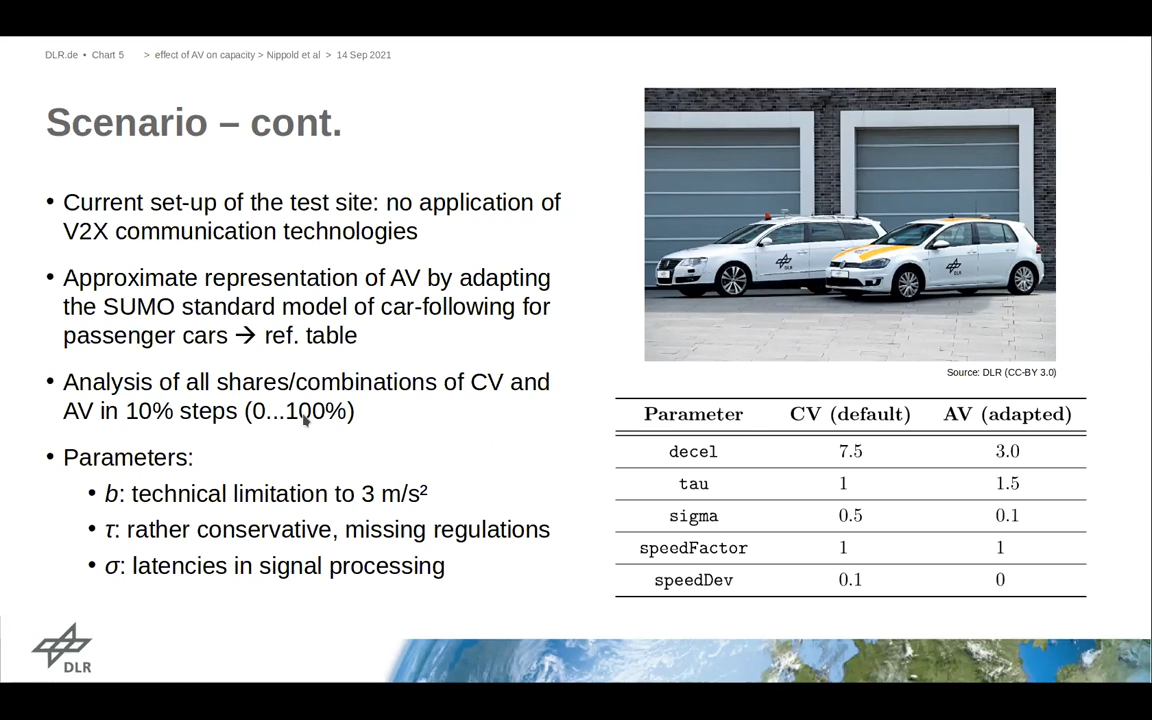 DLR.de • Chart 5 > effect of AV on capacity > Nippold et al > 14 Sep 2021
Scenario – cont.
• Current set-up of the test site: no application of
V2X communication technologies
• Approximate representation of AV by adapting
the SUMO standard model of car-following for
passenger cars → ref. table
• Analysis of all shares/combinations of CV and
AV in 10% steps (0...100%)
• Parameters:
• b: technical limitation to 3 m/s²
• τ: rather conservative, missing regulations
• σ: latencies in signal processing
DLR
DLR
Source: DLR (CC-BY 3.0)
Parameter CV (default) AV (adapted)
decel 7.5 3.0
tau 1 1.5
sigma 0.5 0.1
speedFactor 1 1
speedDev 0.1 0
DLR